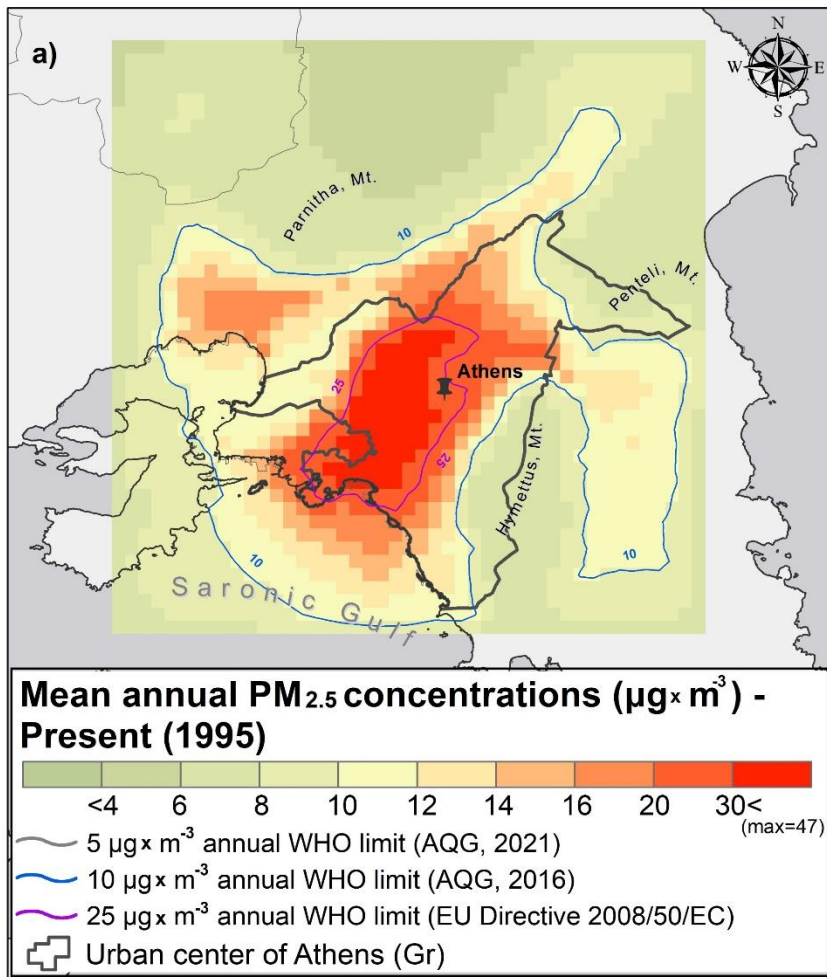 a)
N
W E
S
Parnitha, Mt.
10
Penteli, Mt.
25
Athens
25
Hymettus, Mt.
10
10
Saronic Gulf
Mean annual PM2.5 concentrations (µg× m-3) -
Present (1995)
<4 6 8 10 12 14 16 20 30<
(max=47)
5 µg× m-3 annual WHO limit (AQG, 2021)
10 µg× m-3 annual WHO limit (AQG, 2016)
25 µg× m-3 annual WHO limit (EU Directive 2008/50/EC)
Urban center of Athens (Gr)